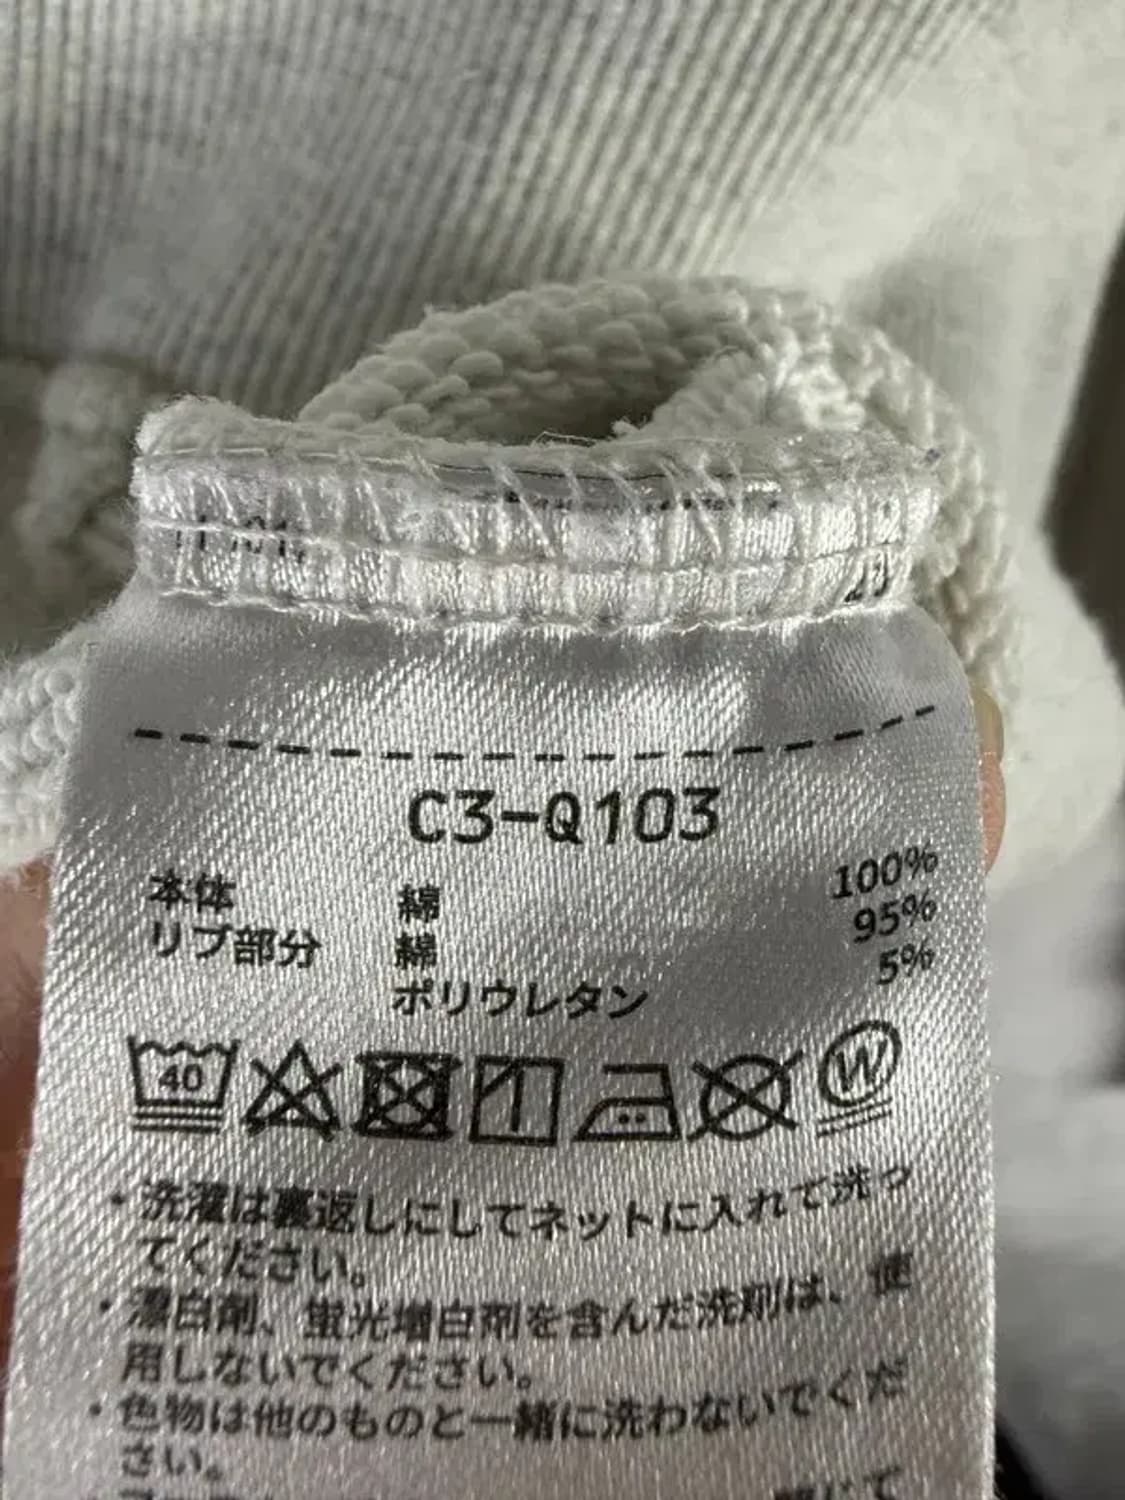 C3-Q103
本体 綿 100%
リブ部分 綿 95%
ポリウレタン 5%
40 W
・洗濯は裏返しにしてネットに入れて洗っ
てください。
・漂白剤、蛍光増白剤を含んだ洗剤は、使
用しないでください。
・色物は他のものと一緒に洗わないでくだ
さい。